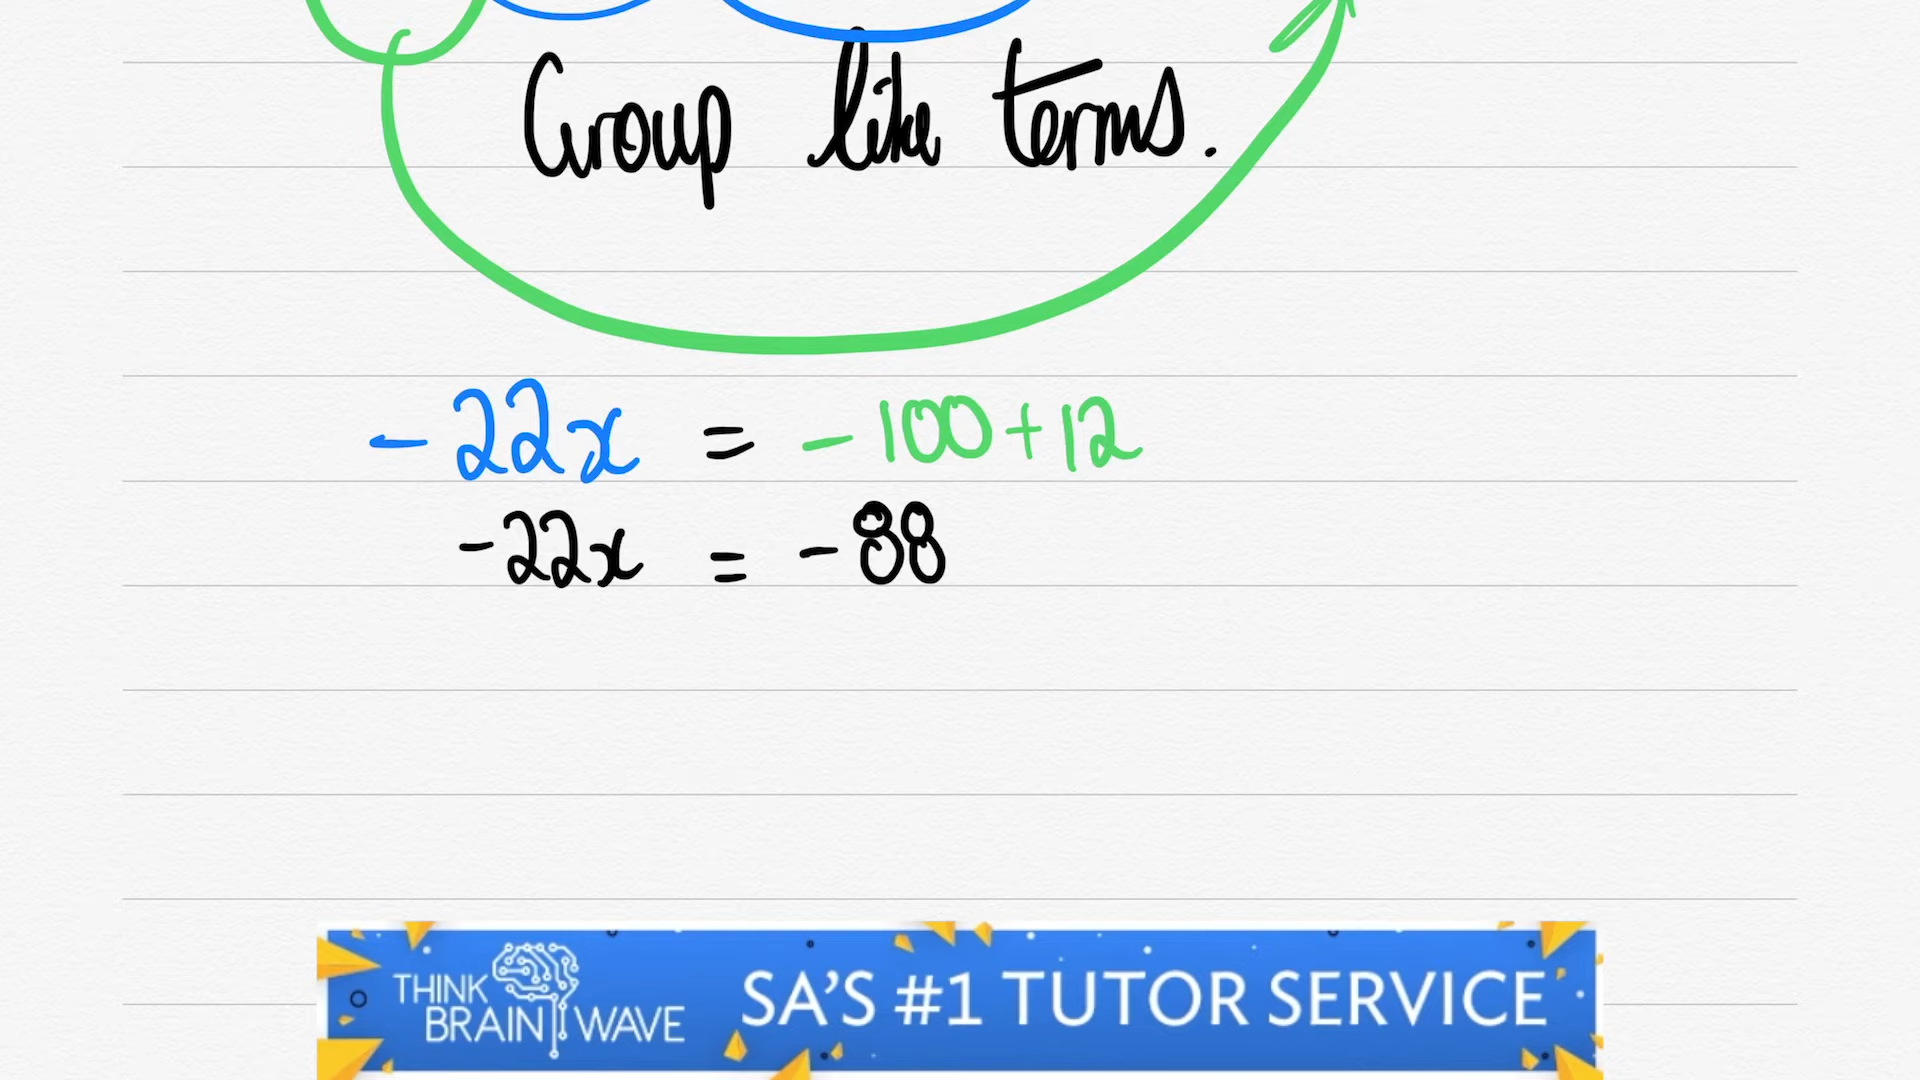 Group like terms.
-22x = -100+12
-22x = -88
THINK BRAIN WAVE
SA'S #1 TUTOR SERVICE